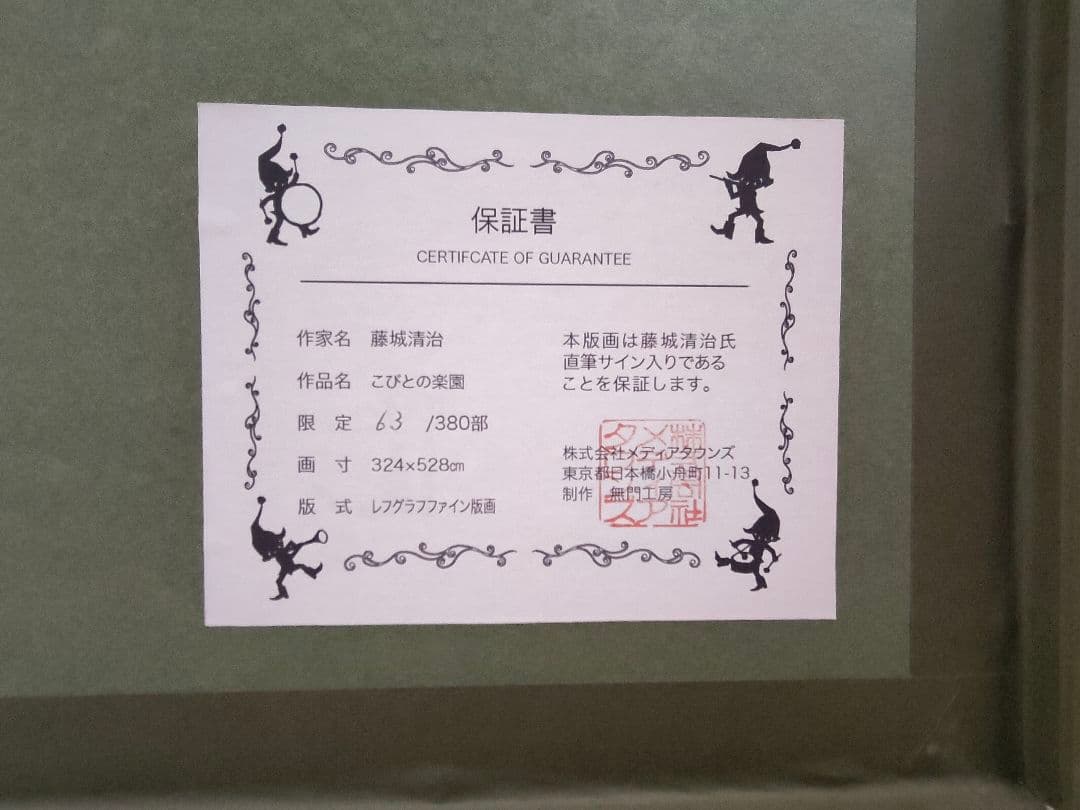 保証書
CERTIFCATE OF GUARANTEE
作家名 藤城清治
作品名 こびとの楽園
限 定 63 /380部
画 寸 324×528㎝
版 式 レフグラフファイン版画
本版画は藤城清治氏
直筆サイン入りである
ことを保証します。
株式会社メディアタウンズ
東京都日本橋小舟町11-13
制作 無門工房